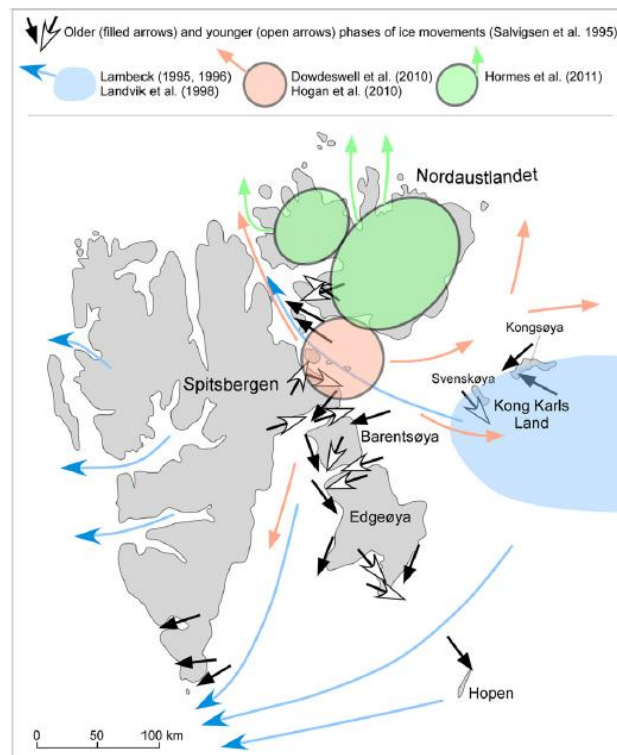 Older (filled arrows) and younger (open arrows) phases of ice movements (Salvigsen et al. 1995)
Lambeck (1995, 1996)
Landvik et al. (1998)
Dowdeswell et al. (2010)
Hogan et al. (2010)
Hormes et al. (2011)
Nordaustlandet
Kongsøya
Spitsbergen
Svenskøya
Kong Karls
Land
Barentsøya
Edgeøya
Hopen
0 50 100 km